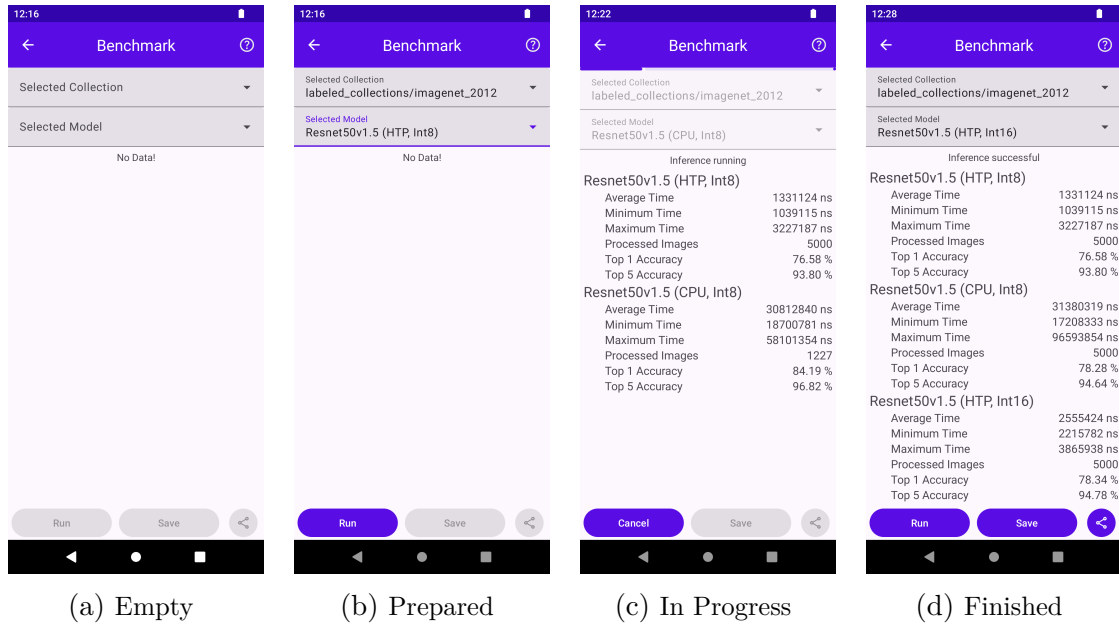 12:16
Benchmark
Selected Collection
Selected Model
No Data!
Run Save
(a) Empty
12:16
Benchmark
Selected Collection
labeled_collections/imagenet_2012
Selected Model
Resnet50v1.5 (HTP, Int8)
No Data!
Run Save
(b) Prepared
12:22
Benchmark
Selected Collection
labeled_collections/imagenet_2012
Selected Model
Resnet50v1.5 (CPU, Int8)
Inference running
Resnet50v1.5 (HTP, Int8)
Average Time 1331124 ns
Minimum Time 1039115 ns
Maximum Time 3227187 ns
Processed Images 5000
Top 1 Accuracy 76.58 %
Top 5 Accuracy 93.80 %
Resnet50v1.5 (CPU, Int8)
Average Time 30812840 ns
Minimum Time 18700781 ns
Maximum Time 58101354 ns
Processed Images 1227
Top 1 Accuracy 84.19 %
Top 5 Accuracy 96.82 %
Cancel Save
(c) In Progress
12:28
Benchmark
Selected Collection
labeled_collections/imagenet_2012
Selected Model
Resnet50v1.5 (HTP, Int16)
Inference successful
Resnet50v1.5 (HTP, Int8)
Average Time 1331124 ns
Minimum Time 1039115 ns
Maximum Time 3227187 ns
Processed Images 5000
Top 1 Accuracy 76.58 %
Top 5 Accuracy 93.80 %
Resnet50v1.5 (CPU, Int8)
Average Time 31380319 ns
Minimum Time 17208333 ns
Maximum Time 96593854 ns
Processed Images 5000
Top 1 Accuracy 78.28 %
Top 5 Accuracy 94.64 %
Resnet50v1.5 (HTP, Int16)
Average Time 2555424 ns
Minimum Time 2215782 ns
Maximum Time 3865938 ns
Processed Images 5000
Top 1 Accuracy 78.34 %
Top 5 Accuracy 94.78 %
Run Save
(d) Finished